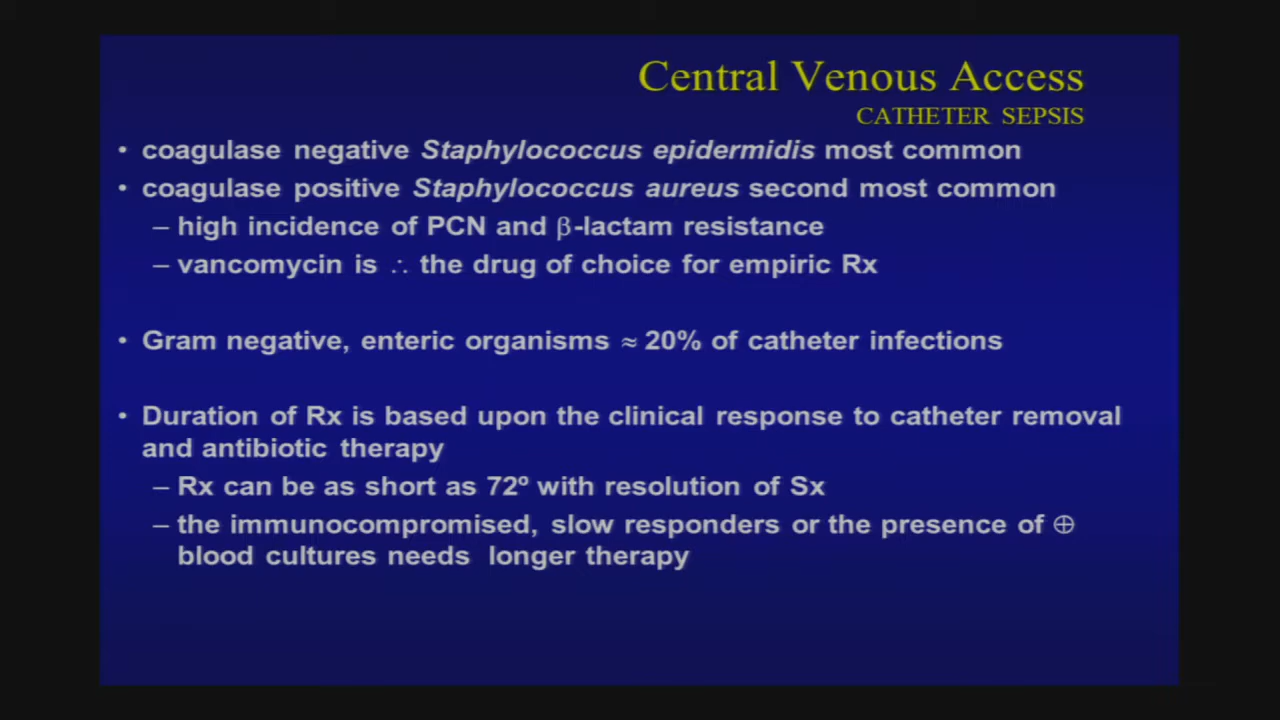 Central Venous Access
CATHETER SEPSIS
• coagulase negative Staphylococcus epidermidis most common
• coagulase positive Staphylococcus aureus second most common
– high incidence of PCN and β-lactam resistance
– vancomycin is ∴ the drug of choice for empiric Rx
• Gram negative, enteric organisms ≈ 20% of catheter infections
• Duration of Rx is based upon the clinical response to catheter removal
and antibiotic therapy
– Rx can be as short as 72º with resolution of Sx
– the immunocompromised, slow responders or the presence of ⊕
blood cultures needs longer therapy